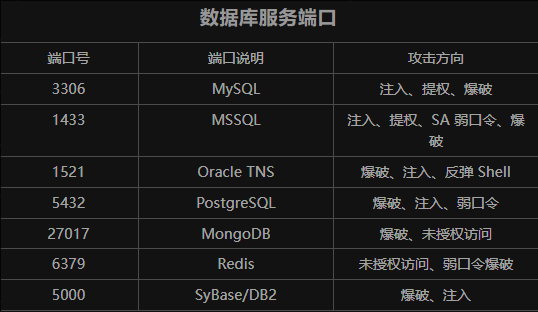 数据库服务端口
端口号 端口说明 攻击方向
3306 MySQL 注入、提权、爆破
1433 MSSQL 注入、提权、SA 弱口令、爆
破
1521 Oracle TNS 爆破、注入、反弹 Shell
5432 PostgreSQL 爆破、注入、弱口令
27017 MongoDB 爆破、未授权访问
6379 Redis 未授权访问、弱口令爆破
5000 SyBase/DB2 爆破、注入